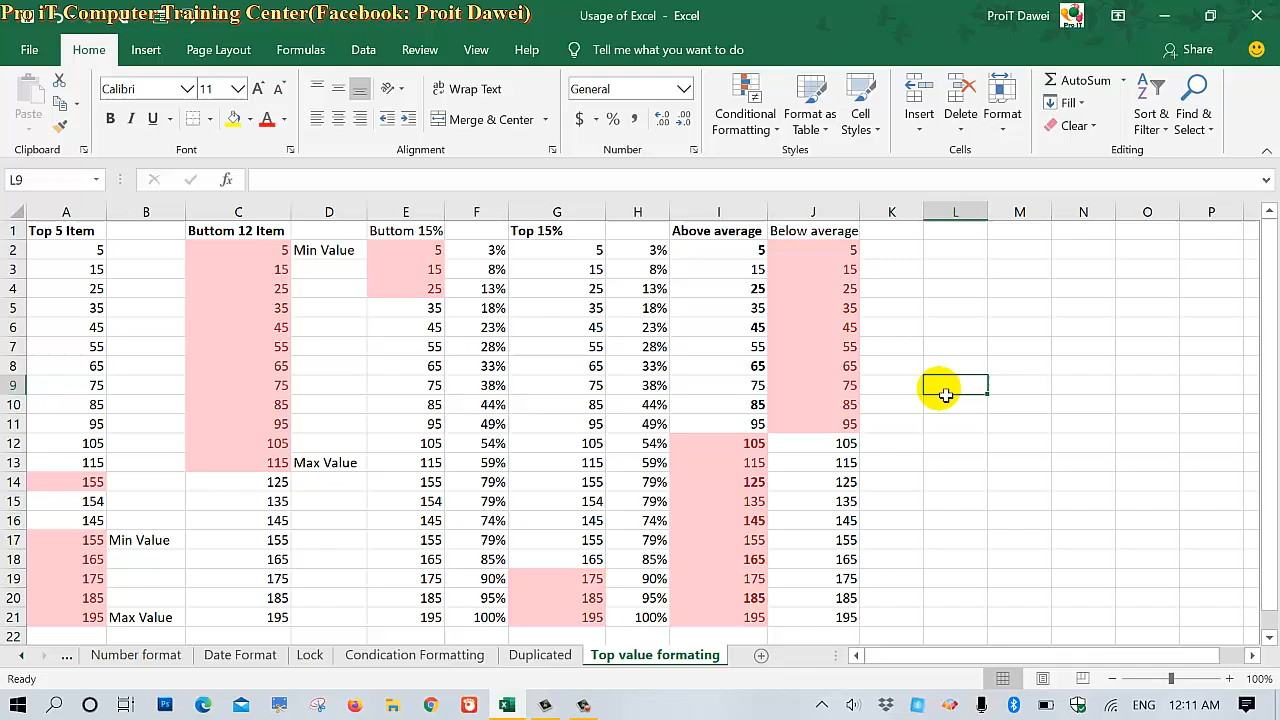 Pro iT Computer Training Center(Facebook: Proit Dawei)
Usage of Excel - Excel
ProiT Dawei
File Home Insert Page Layout Formulas Data Review View Help Tell me what you want to do Share
Calibri 11 Wrap Text General AutoSum
Paste B I U Merge & Center $ % , Conditional Formatting Format as Table Cell Styles Insert Delete Format Fill Clear Sort & Filter Find & Select
Clipboard Font Alignment Number Styles Cells Editing
L9 fx
A B C D E F G H I J K L M N O P
1 Top 5 Item Buttom 12 Item Buttom 15% Top 15% Above average Below average
2 5 5 Min Value 5 3% 5 3% 5 5
3 15 15 15 8% 15 8% 15 15
4 25 25 25 13% 25 13% 25 25
5 35 35 35 18% 35 18% 35 35
6 45 45 45 23% 45 23% 45 45
7 55 55 55 28% 55 28% 55 55
8 65 65 65 33% 65 33% 65 65
9 75 75 75 38% 75 38% 75 75
10 85 85 85 44% 85 44% 85 85
11 95 95 95 49% 95 49% 95 95
12 105 105 105 54% 105 54% 105 105
13 115 115 Max Value 115 59% 115 59% 115 115
14 155 125 155 79% 155 79% 125 125
15 154 135 154 79% 154 79% 135 135
16 145 145 145 74% 145 74% 145 145
17 155 Min Value 155 155 79% 155 79% 155 155
18 165 165 165 85% 165 85% 165 165
19 175 175 175 90% 175 90% 175 175
20 185 185 185 95% 185 95% 185 185
21 195 Max Value 195 195 100% 195 100% 195 195
22
... Number format Date Format Lock Condication Formatting Duplicated Top value formating
Ready 100%
ENG 12:11 AM